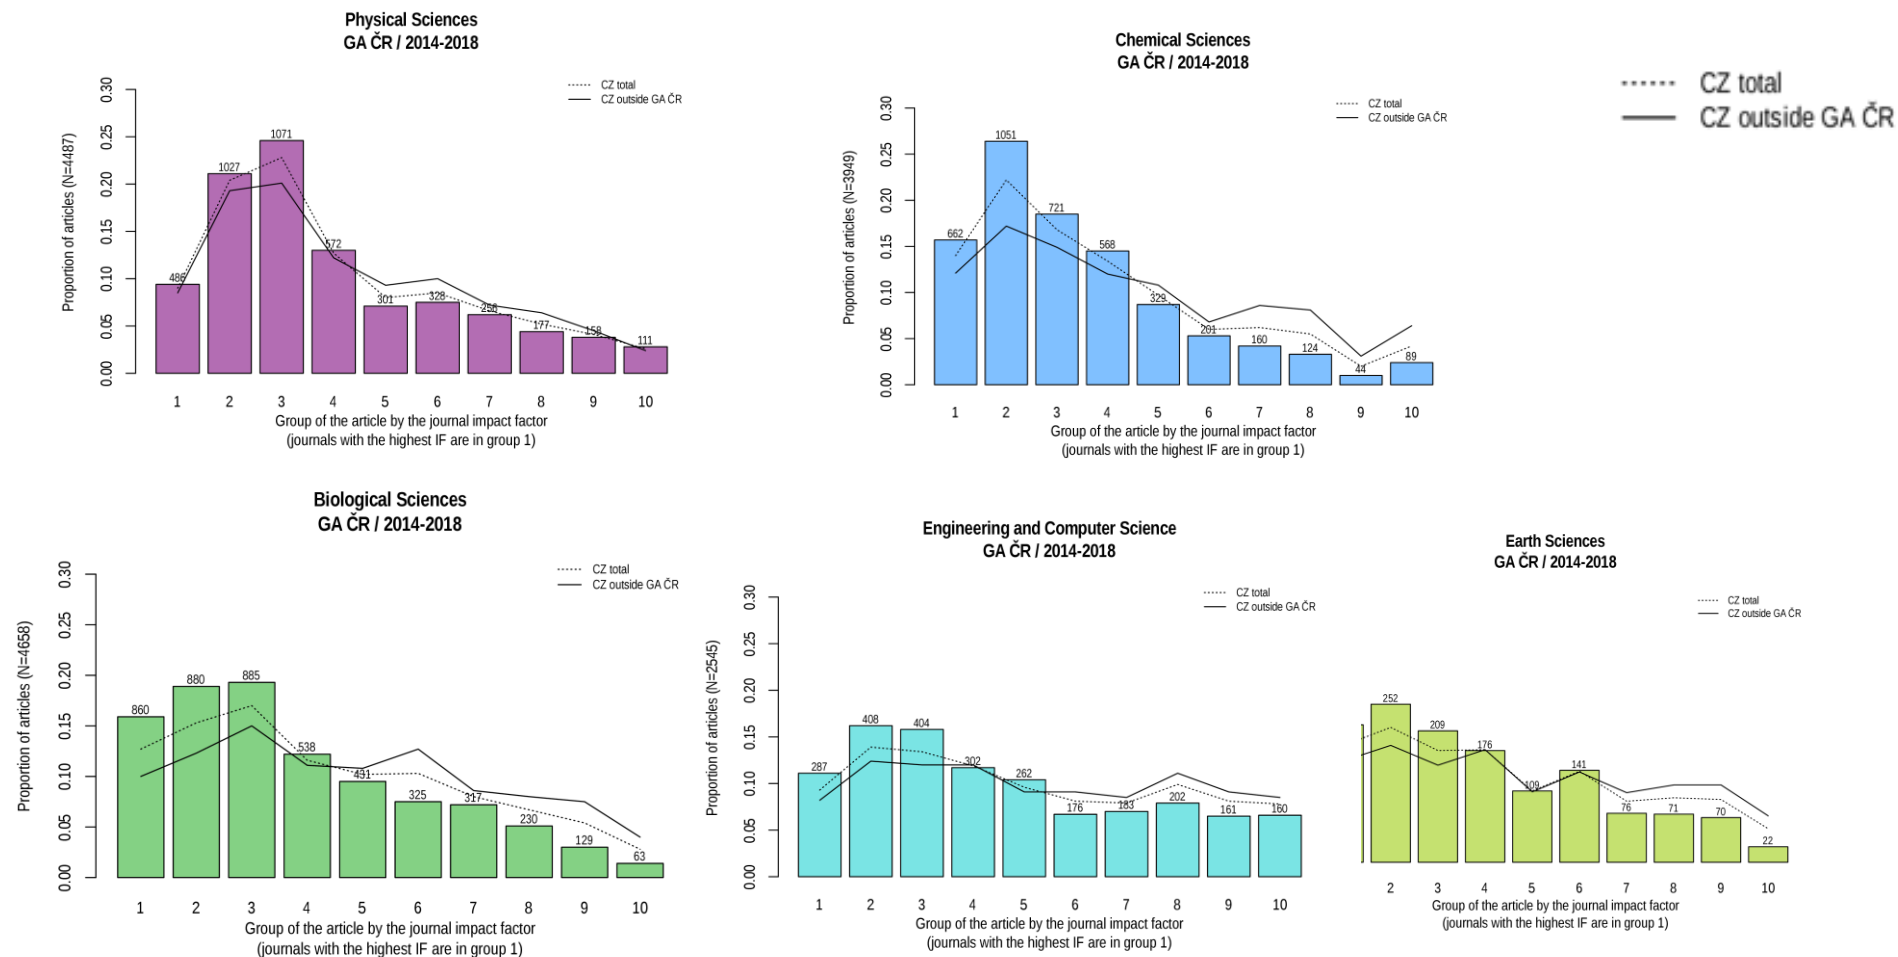 Physical Sciences
GA ČR / 2014-2018
CZ total
CZ outside GA ČR
Proportion of articles (N=4487)
0.30
0.25
0.20
0.15
0.10
0.05
0.00
486
1027
1071
572
301
328
256
177
158
111
1 2 3 4 5 6 7 8 9 10
Group of the article by the journal impact factor
(journals with the highest IF are in group 1)
Chemical Sciences
GA ČR / 2014-2018
CZ total
CZ outside GA ČR
Proportion of articles (N=3949)
0.30
0.25
0.20
0.15
0.10
0.05
0.00
662
1051
721
568
329
201
160
124
44
89
1 2 3 4 5 6 7 8 9 10
Group of the article by the journal impact factor
(journals with the highest IF are in group 1)
CZ total
CZ outside GA ČR
Biological Sciences
GA ČR / 2014-2018
CZ total
CZ outside GA ČR
Proportion of articles (N=4658)
0.30
0.25
0.20
0.15
0.10
0.05
0.00
860
880
885
538
431
325
317
230
129
63
1 2 3 4 5 6 7 8 9 10
Group of the article by the journal impact factor
(journals with the highest IF are in group 1)
Engineering and Computer Science
GA ČR / 2014-2018
CZ total
CZ outside GA ČR
Proportion of articles (N=2545)
0.30
0.25
0.20
0.15
0.10
0.05
0.00
287
408
404
302
262
176
183
202
161
160
1 2 3 4 5 6 7 8 9 10
Group of the article by the journal impact factor
(journals with the highest IF are in group 1)
Earth Sciences
GA ČR / 2014-2018
CZ total
CZ outside GA ČR
252
209
176
109
141
76
71
70
22
2 3 4 5 6 7 8 9 10
Group of the article by the journal impact factor
(journals with the highest IF are in group 1)